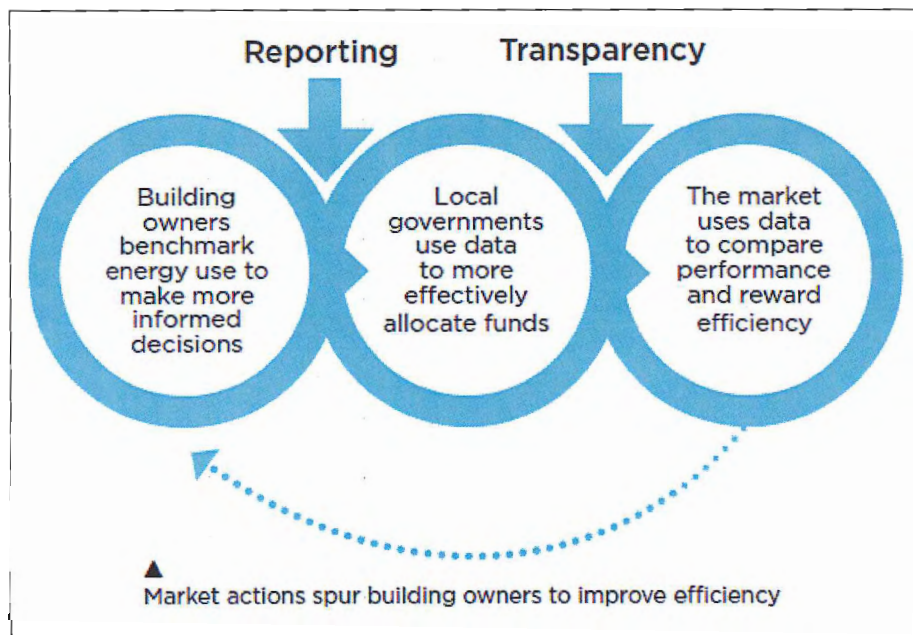 Reporting
Transparency
Building
owners
benchmark
energy use to
make more
informed
decisions
Local
governments
use data
to more
effectively
allocate funds
The market
uses data
to compare
performance
and reward
efficiency
Market actions spur building owners to improve efficiency